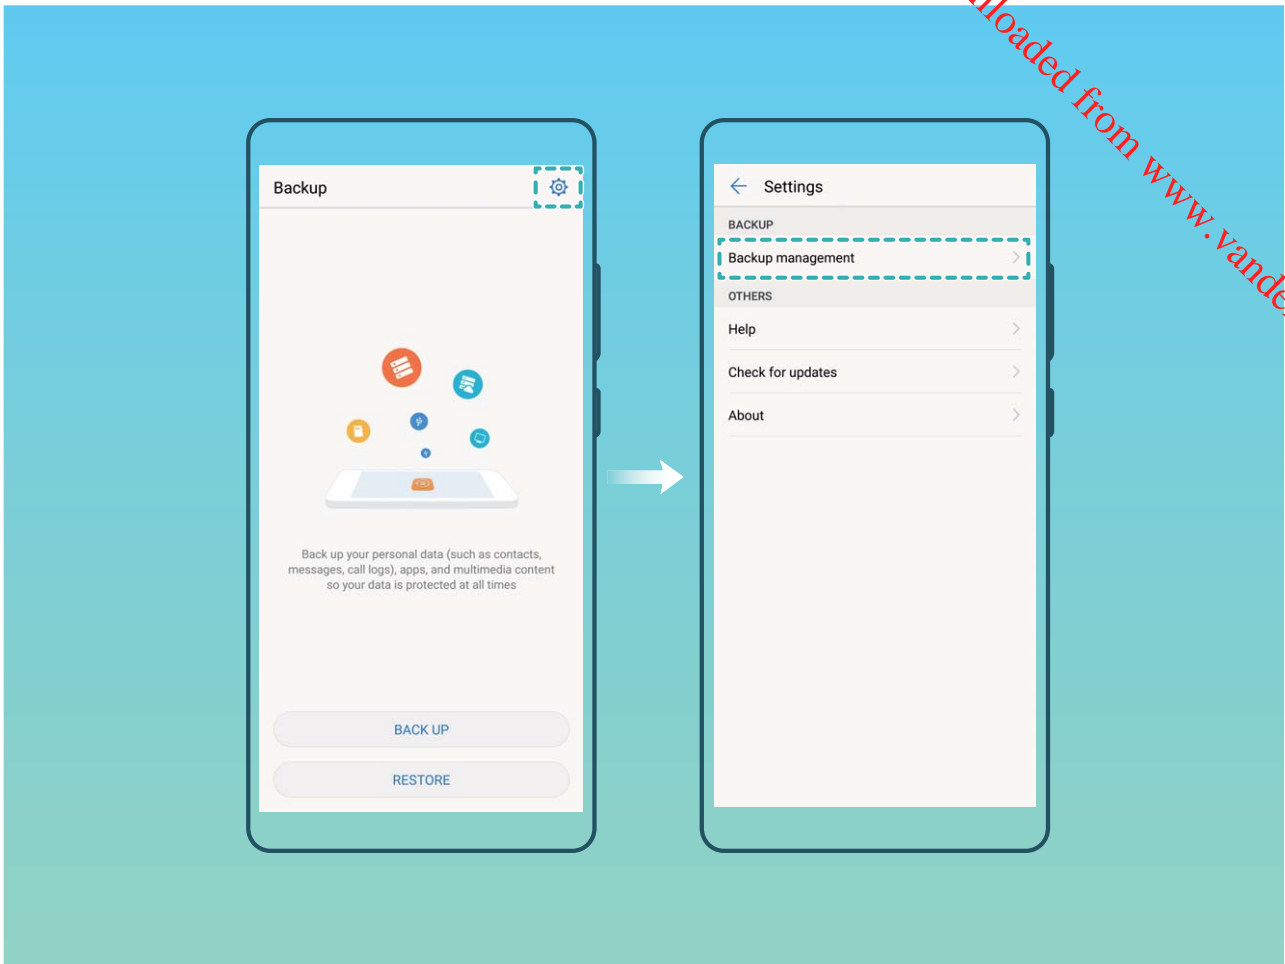 Downloaded from www.vande
Backup
Back up your personal data (such as contacts,
messages, call logs), apps, and multimedia content
so your data is protected at all times
BACK UP
RESTORE
Settings
BACKUP
Backup management
OTHERS
Help
Check for updates
About